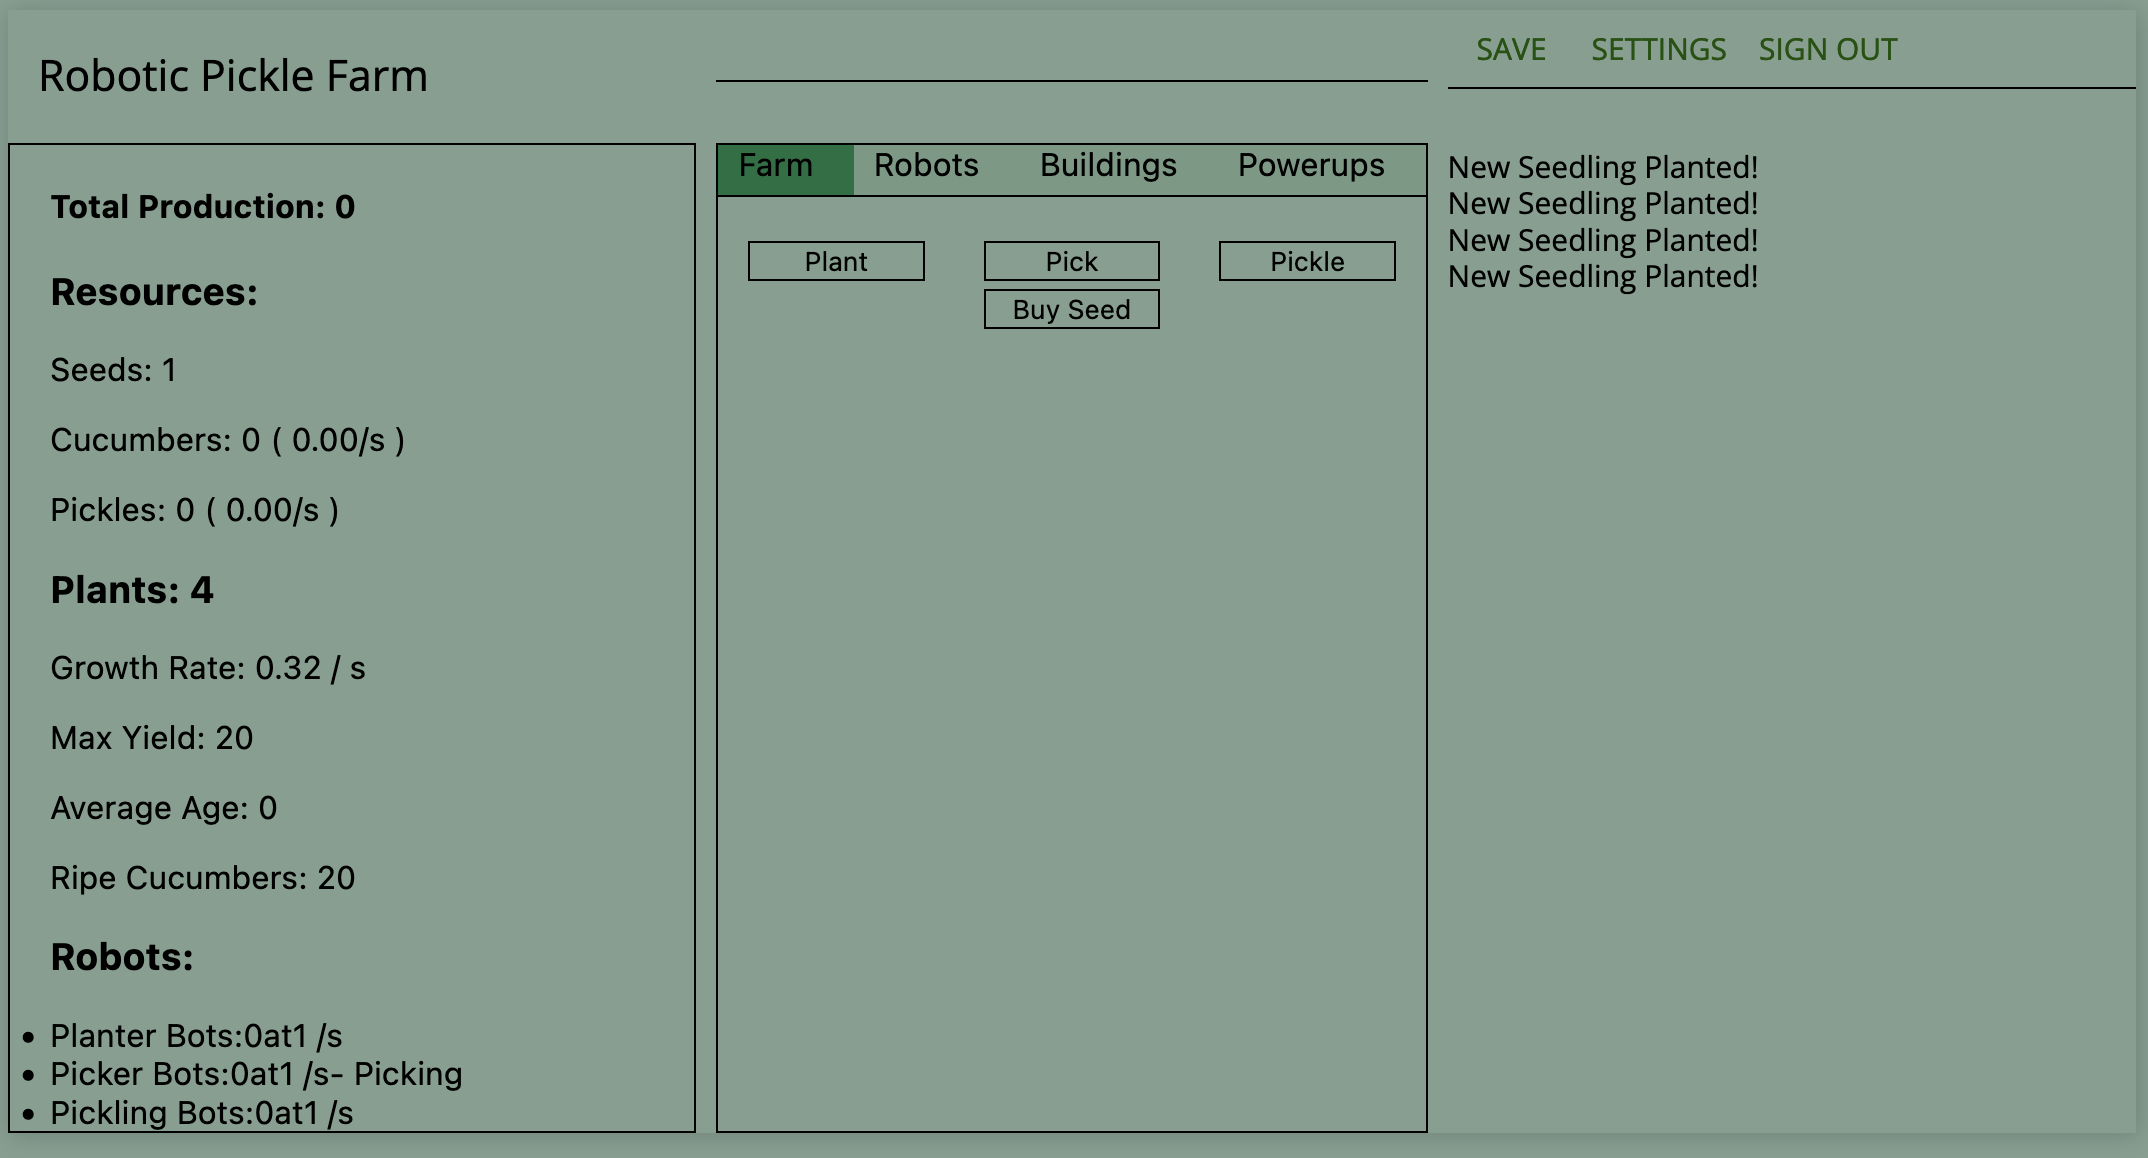 Robotic Pickle Farm
SAVE SETTINGS SIGN OUT
Total Production: 0
Resources:
Seeds: 1
Cucumbers: 0 ( 0.00/s )
Pickles: 0 ( 0.00/s )
Plants: 4
Growth Rate: 0.32 / s
Max Yield: 20
Average Age: 0
Ripe Cucumbers: 20
Robots:
• Planter Bots:0at1 /s
• Picker Bots:0at1 /s- Picking
• Pickling Bots:0at1 /s
Farm Robots Buildings Powerups
Plant Pick Pickle
Buy Seed
New Seedling Planted!
New Seedling Planted!
New Seedling Planted!
New Seedling Planted!